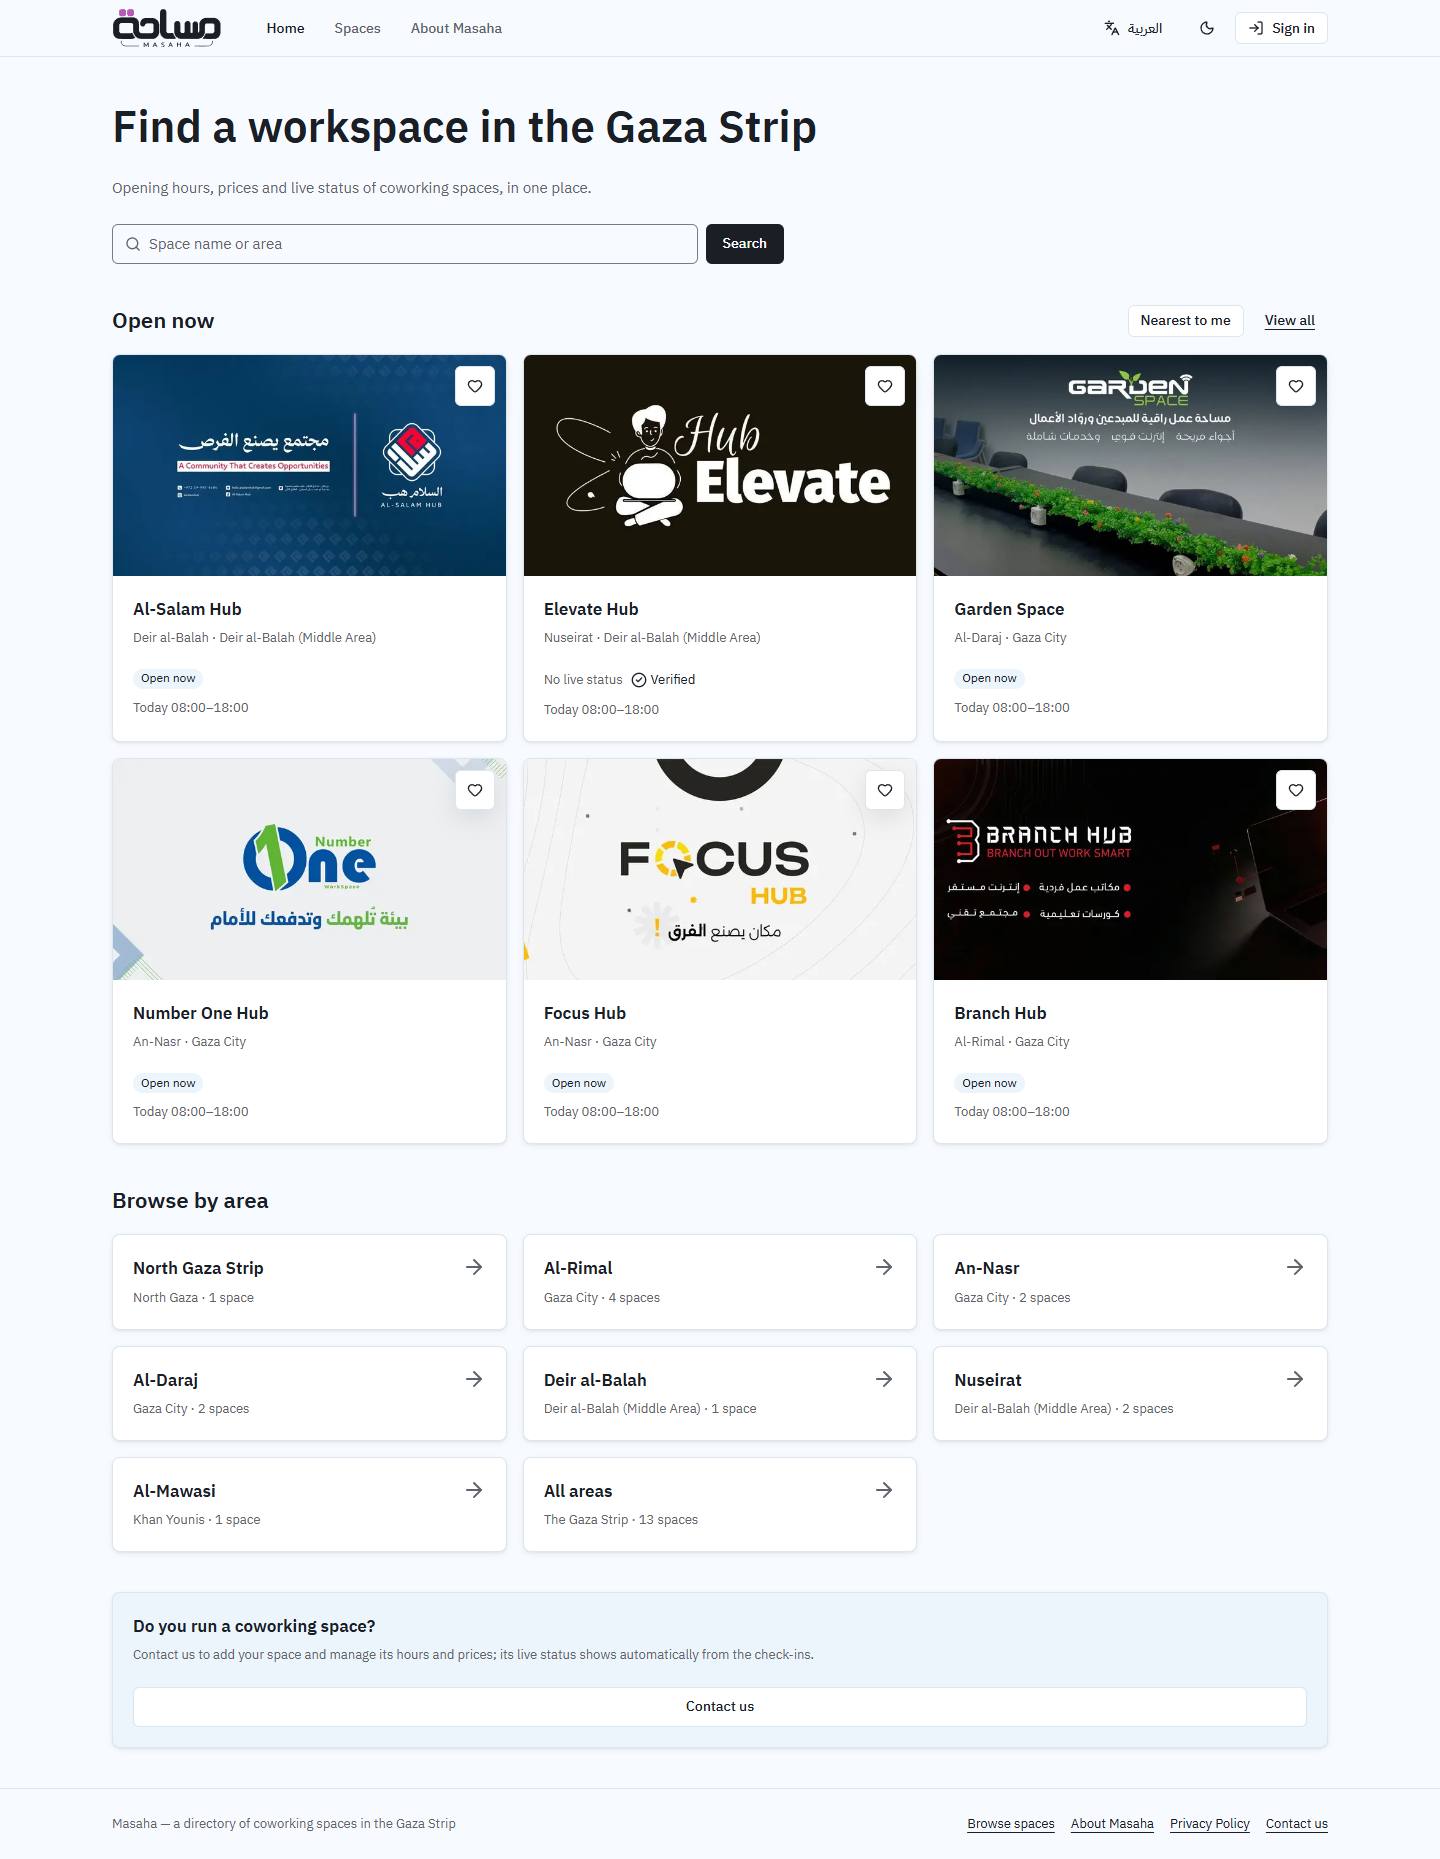 مساحة
MASAHA
Home
Spaces
About Masaha
العربية
Sign in
Find a workspace in the Gaza Strip
Opening hours, prices and live status of coworking spaces, in one place.
Space name or area
Search
Open now
Nearest to me
View all
مجتمع يصنع الفرص
A Community That Creates Opportunities
السلام هب
AL-SALAM HUB
Al-Salam Hub
Deir al-Balah · Deir al-Balah (Middle Area)
Open now
Today 08:00–18:00
Hub
Elevate
Elevate Hub
Nuseirat · Deir al-Balah (Middle Area)
No live status
Verified
Today 08:00–18:00
GARDEN
SPACE
مساحة عمل راقية للمبدعين وروّاد الأعمال
أجواء مريحة إنترنت قوي وخدمات شاملة
Garden Space
Al-Daraj · Gaza City
Open now
Today 08:00–18:00
Number
One
WorkSpace
بيئة تُلهمك وتدفعك للأمام
Number One Hub
An-Nasr · Gaza City
Open now
Today 08:00–18:00
FOCUS
HUB
مكان يصنع الفرق !
Focus Hub
An-Nasr · Gaza City
Open now
Today 08:00–18:00
BRANCH HUB
BRANCH OUT WORK SMART
مكاتب عمل فردية
إنترنت مستقر
كورسات تعليمية
مجتمع تقني
Branch Hub
Al-Rimal · Gaza City
Open now
Today 08:00–18:00
Browse by area
North Gaza Strip
North Gaza · 1 space
Al-Rimal
Gaza City · 4 spaces
An-Nasr
Gaza City · 2 spaces
Al-Daraj
Gaza City · 2 spaces
Deir al-Balah
Deir al-Balah (Middle Area) · 1 space
Nuseirat
Deir al-Balah (Middle Area) · 2 spaces
Al-Mawasi
Khan Younis · 1 space
All areas
The Gaza Strip · 13 spaces
Do you run a coworking space?
Contact us to add your space and manage its hours and prices; its live status shows automatically from the check-ins.
Contact us
Masaha — a directory of coworking spaces in the Gaza Strip
Browse spaces
About Masaha
Privacy Policy
Contact us